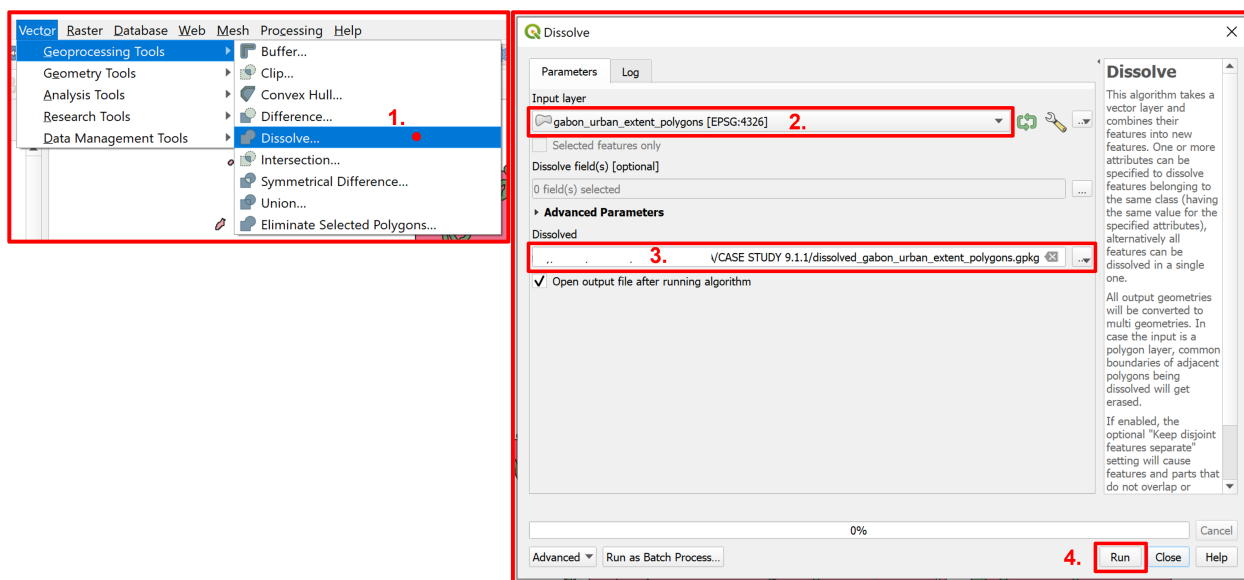 Vector Raster Database Web Mesh Processing Help
Geoprocessing Tools
Geometry Tools
Analysis Tools
Research Tools
Data Management Tools
Buffer...
Clip...
Convex Hull...
Difference...
1.
Dissolve...
Intersection...
Symmetrical Difference...
Union...
Eliminate Selected Polygons...
Dissolve
Parameters Log
Input layer
gabon_urban_extent_polygons [EPSG:4326] 2.
Selected features only
Dissolve field(s) [optional]
0 field(s) selected ...
Advanced Parameters
Dissolved
3. \/CASE STUDY 9.1.1/dissolved_gabon_urban_extent_polygons.gpkg
Open output file after running algorithm
Dissolve
This algorithm takes a
vector layer and
combines their
features into new
features. One or more
attributes can be
specified to dissolve
features belonging to
the same class (having
the same value for the
specified attributes),
alternatively all
features can be
dissolved in a single
one.
All output geometries
will be converted to
multi geometries. In
case the input is a
polygon layer, common
boundaries of adjacent
polygons being
dissolved will get
erased.
If enabled, the
optional "Keep disjoint
features separate"
setting will cause
features and parts that
do not overlap or
0% Cancel
Advanced Run as Batch Process... 4. Run Close Help